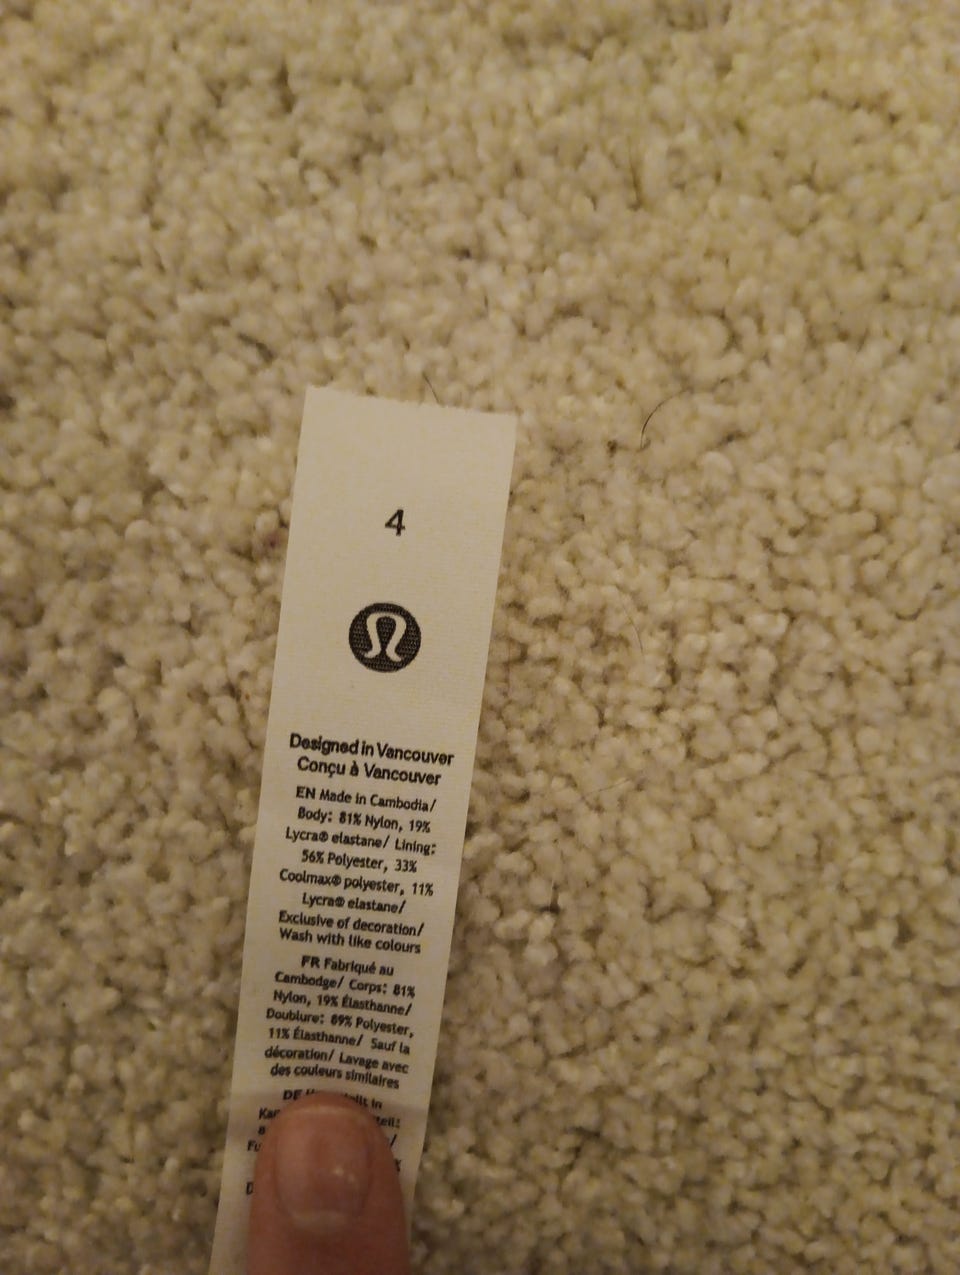 4
Designed in Vancouver
Conçu à Vancouver
EN Made in Cambodia/
Body: 81% Nylon, 19%
Lycra® elastane/ Lining:
56% Polyester, 33%
Coolmax® polyester, 11%
Lycra® elastane/
Exclusive of decoration/
Wash with like colours
FR Fabriqué au
Cambodge/ Corps: 81%
Nylon, 19% Élasthanne/
Doublure: 89% Polyester,
11% Élasthanne/ Sauf la
décoration/ Lavage avec
des couleurs similaires
DE in